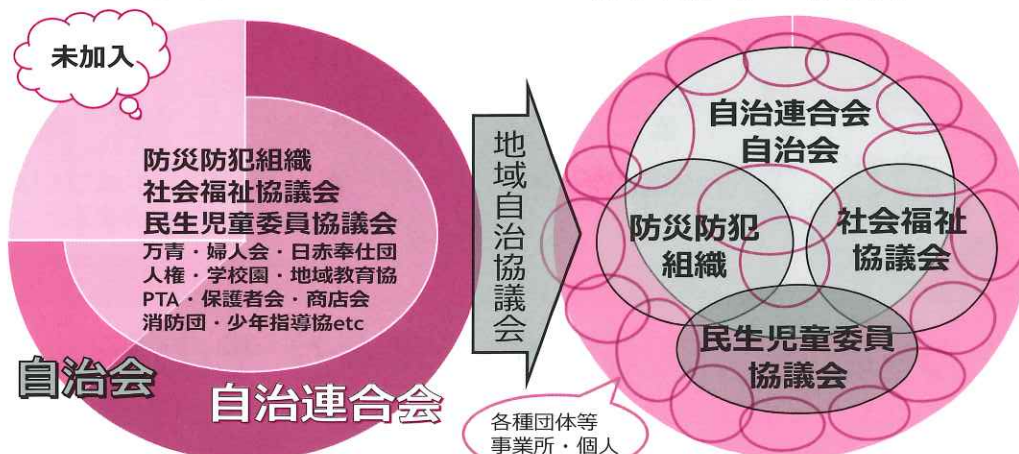 未加入
防災防犯組織
社会福祉協議会
民生児童委員協議会
万青・婦人会・日赤奉仕団
人権・学校園・地域教育協
PTA・保護者会・商店会
消防団・少年指導協etc
自治会
自治連合会
地域自治協議会
自治連合会
自治会
防災防犯
組織
社会福祉
協議会
民生児童委員
協議会
各種団体等
事業所・個人